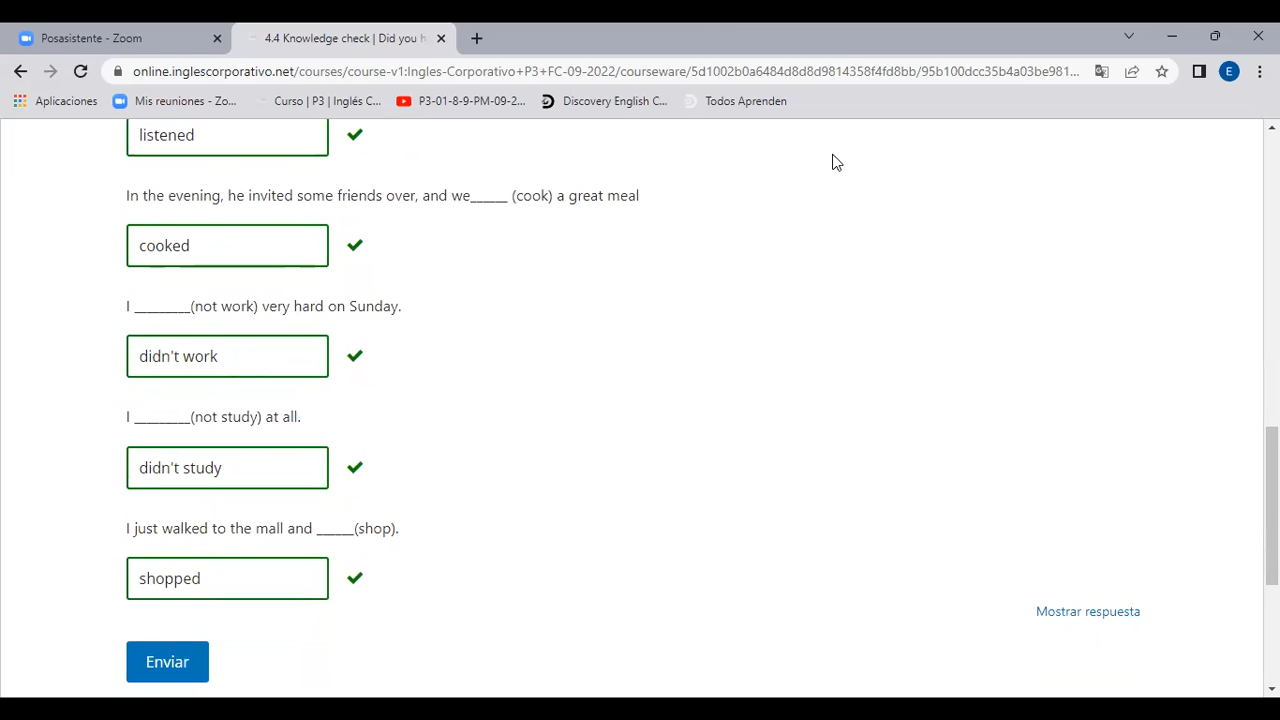 Posasistente - Zoom
4.4 Knowledge check | Did you h
online.inglescorporativo.net/courses/course-v1:Ingles-Corporativo+P3+FC-09-2022/courseware/5d1002b0a6484d8d8d9814358f4fd8bb/95b100dcc35b4a03be981...
E
Aplicaciones
Mis reuniones - Zo...
Curso | P3 | Inglés C...
P3-01-8-9-PM-09-2...
Discovery English C...
Todos Aprenden
listened
In the evening, he invited some friends over, and we______ (cook) a great meal
cooked
I _________(not work) very hard on Sunday.
didn't work
I _________(not study) at all.
didn't study
I just walked to the mall and ______(shop).
shopped
Mostrar respuesta
Enviar